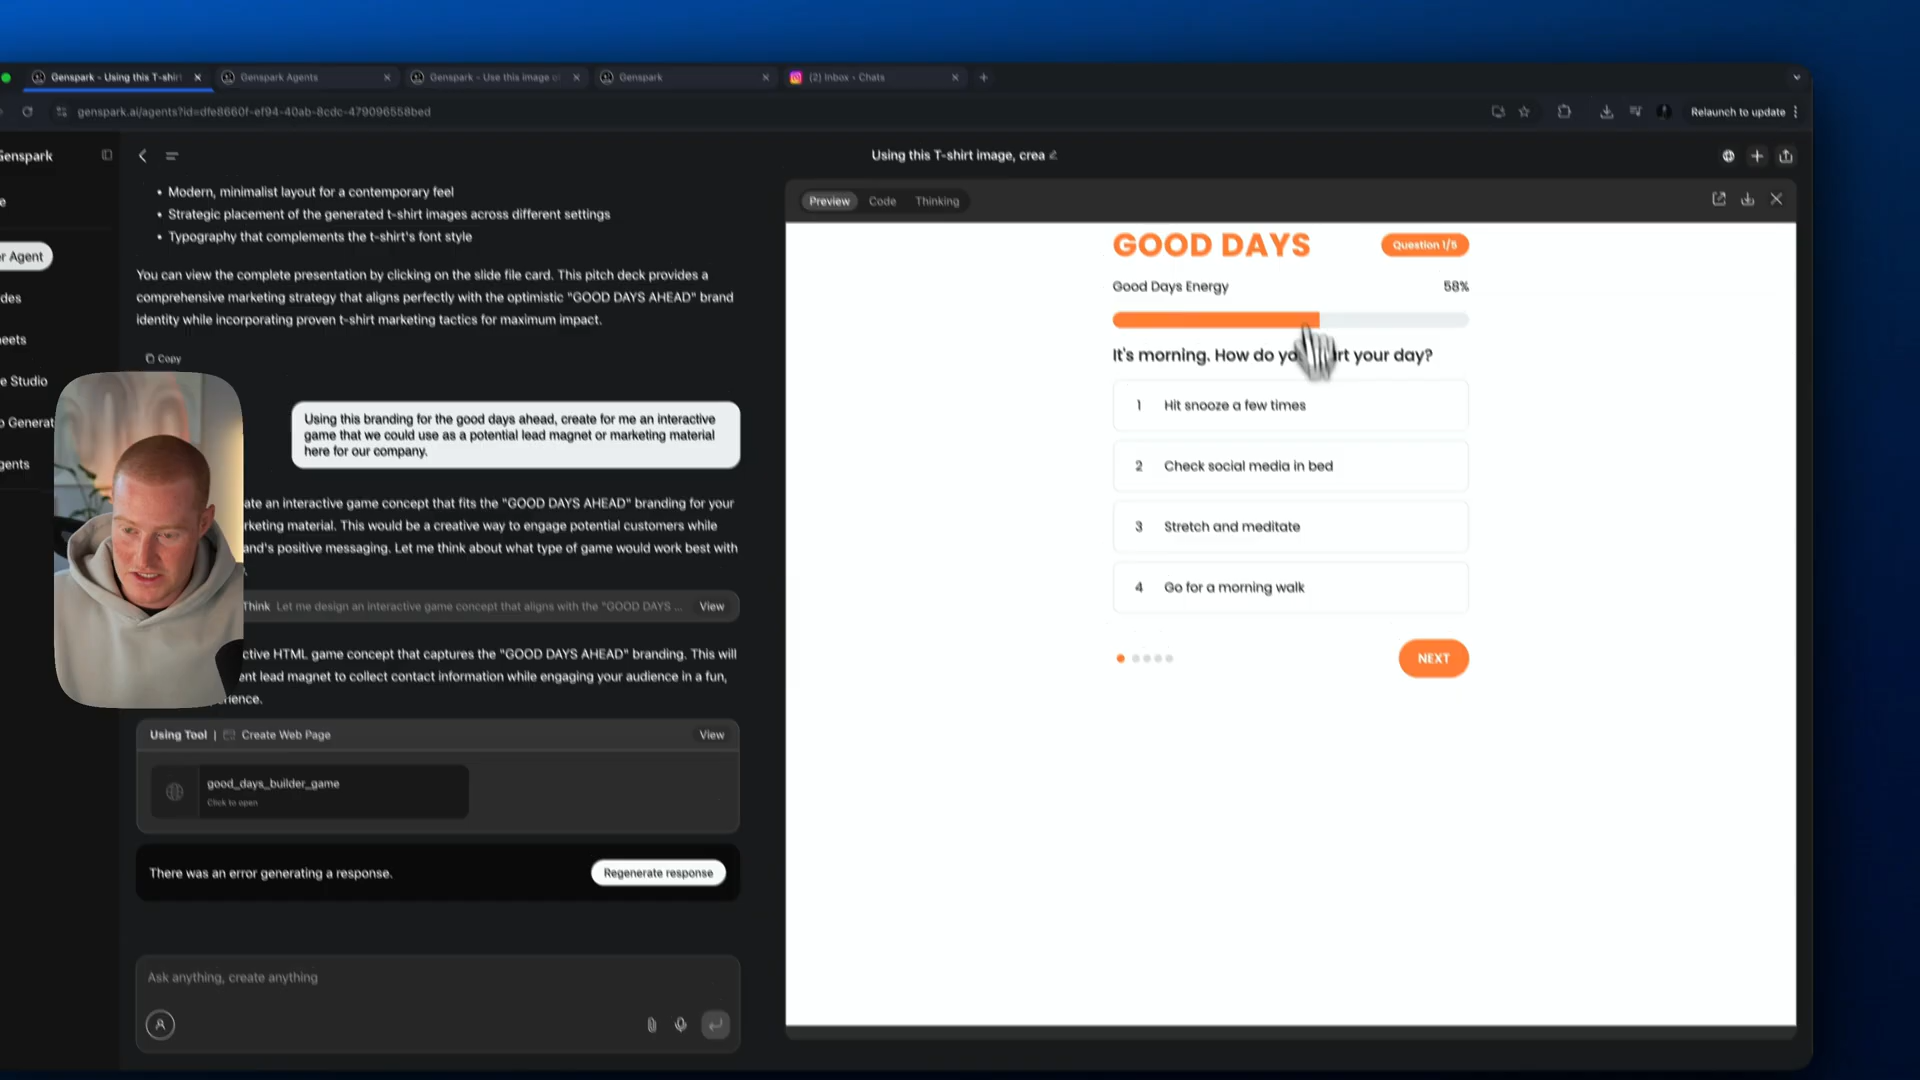 Genspark - Using this T-shirt
Genspark Agents
Genspark - Use this image of
Genspark
(2) Inbox • Chats
genspark.ai/agents?id=dfe8660f-ef94-40ab-8cdc-479096558bed
Relaunch to update
Genspark
Using this T-shirt image, crea
• Modern, minimalist layout for a contemporary feel
• Strategic placement of the generated t-shirt images across different settings
• Typography that complements the t-shirt's font style
You can view the complete presentation by clicking on the slide file card. This pitch deck provides a
comprehensive marketing strategy that aligns perfectly with the optimistic "GOOD DAYS AHEAD" brand
identity while incorporating proven t-shirt marketing tactics for maximum impact.
Copy
e
r Agent
des
eets
e Studio
o Generat
gents
Using this branding for the good days ahead, create for me an interactive
game that we could use as a potential lead magnet or marketing material
here for our company.
ate an interactive game concept that fits the "GOOD DAYS AHEAD" branding for your
rketing material. This would be a creative way to engage potential customers while
and's positive messaging. Let me think about what type of game would work best with
Think Let me design an interactive game concept that aligns with the "GOOD DAYS ... View
ctive HTML game concept that captures the "GOOD DAYS AHEAD" branding. This will
ent lead magnet to collect contact information while engaging your audience in a fun,
rience.
Using Tool | Create Web Page View
good_days_builder_game
Click to open
There was an error generating a response.
Regenerate response
Ask anything, create anything
Preview Code Thinking
GOOD DAYS
Question 1/5
Good Days Energy 58%
It's morning. How do yo rt your day?
1 Hit snooze a few times
2 Check social media in bed
3 Stretch and meditate
4 Go for a morning walk
NEXT